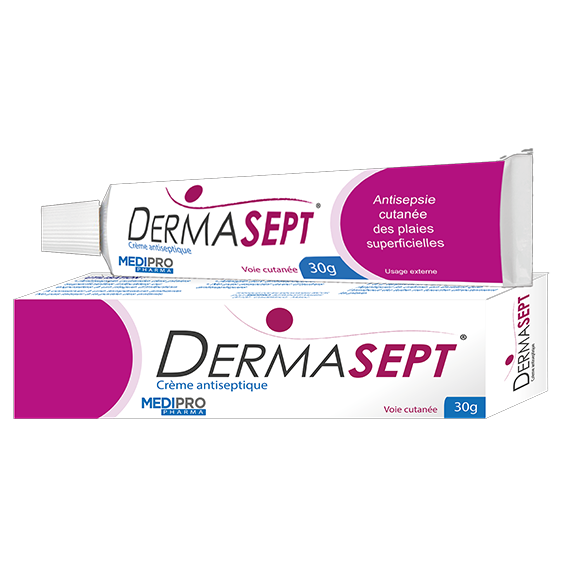 DERMASEPT®
Crème antiseptique
MEDIPRO
PHARMA
Voie cutanée 30g
Antisepsie
cutanée
des plaies
superficielles
Usage externe
DERMASEPT®
Crème antiseptique
MEDIPRO
PHARMA
Voie cutanée 30g
DERMASEPT®
Crème antiseptique